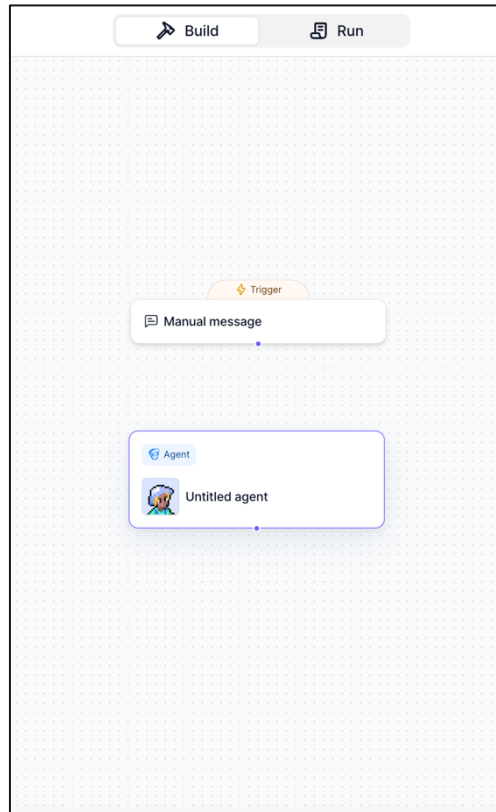 Build
Run
Trigger
Manual message
Agent
Untitled agent